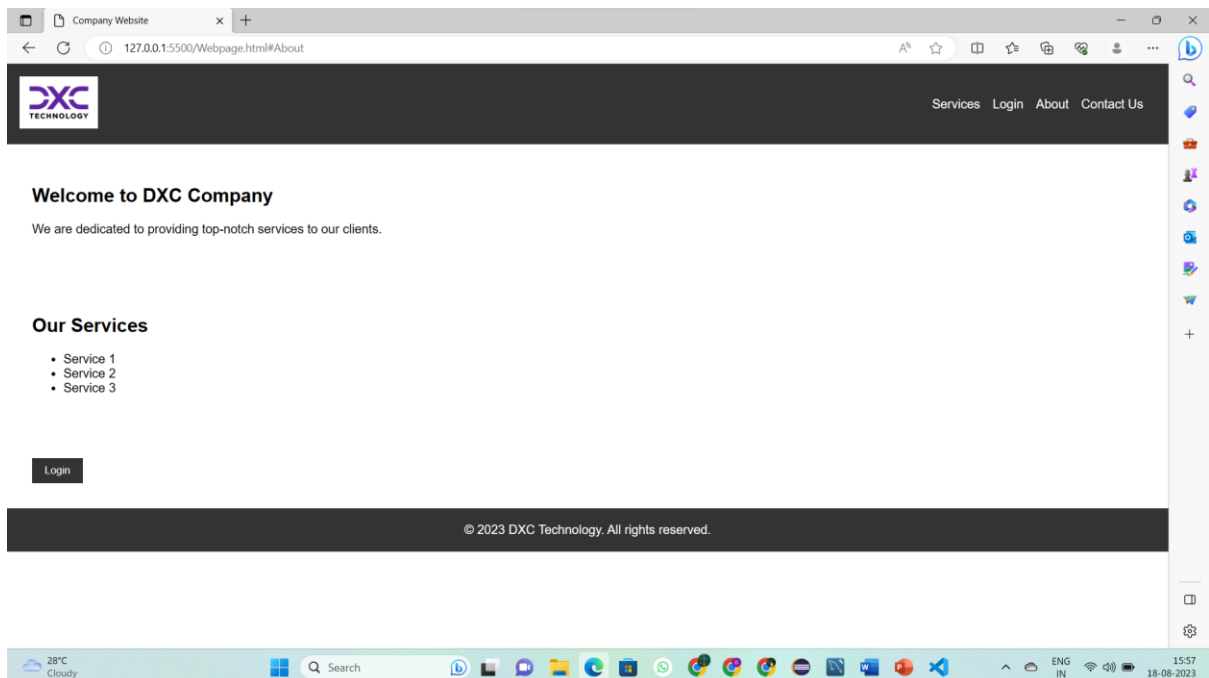 Company Website
127.0.0.1:5500/Webpage.html#About
DXC
TECHNOLOGY
Services Login About Contact Us
Welcome to DXC Company
We are dedicated to providing top-notch services to our clients.
Our Services
• Service 1
• Service 2
• Service 3
Login
© 2023 DXC Technology. All rights reserved.
28°C
Cloudy
Search
ENG
IN
15:57
18-08-2023